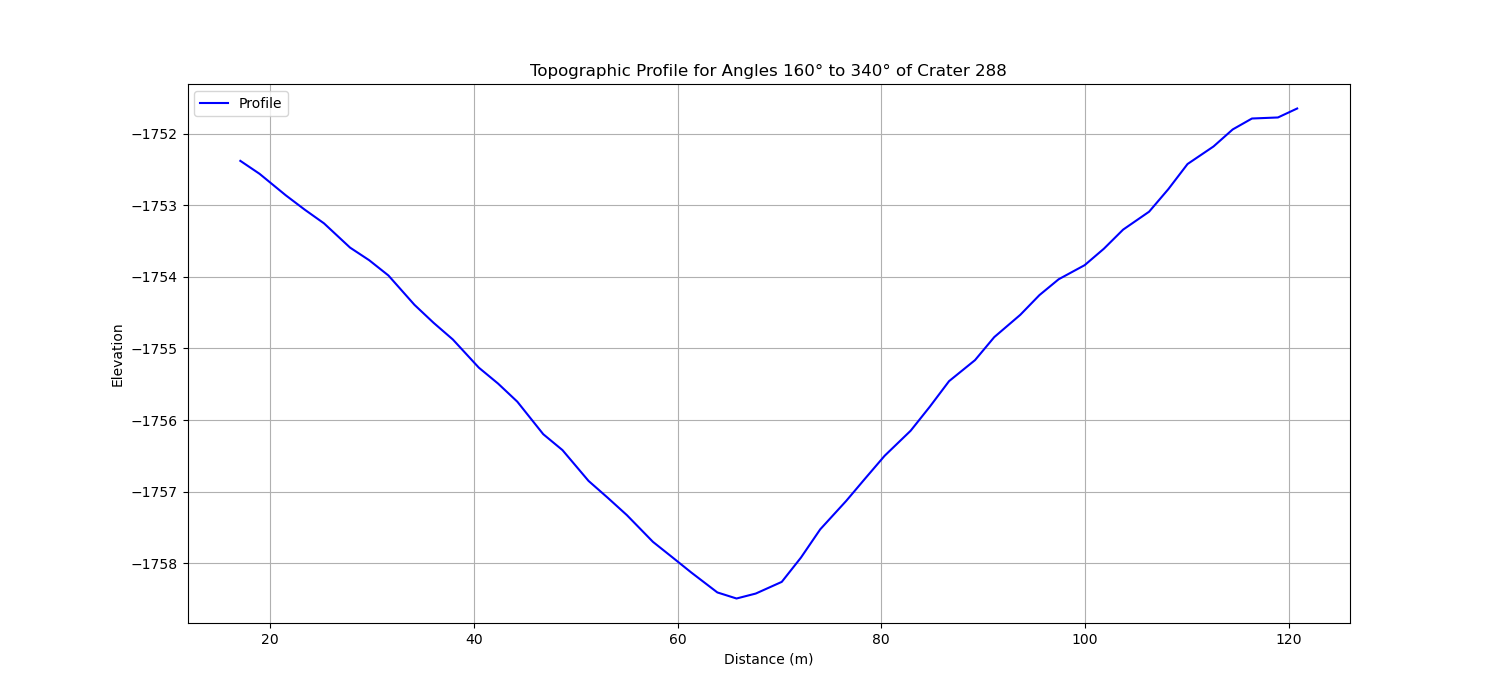 Topographic Profile for Angles 160° to 340° of Crater 288
Profile
−1752
−1753
−1754
−1755
−1756
−1757
−1758
Elevation
20 40 60 80 100 120
Distance (m)